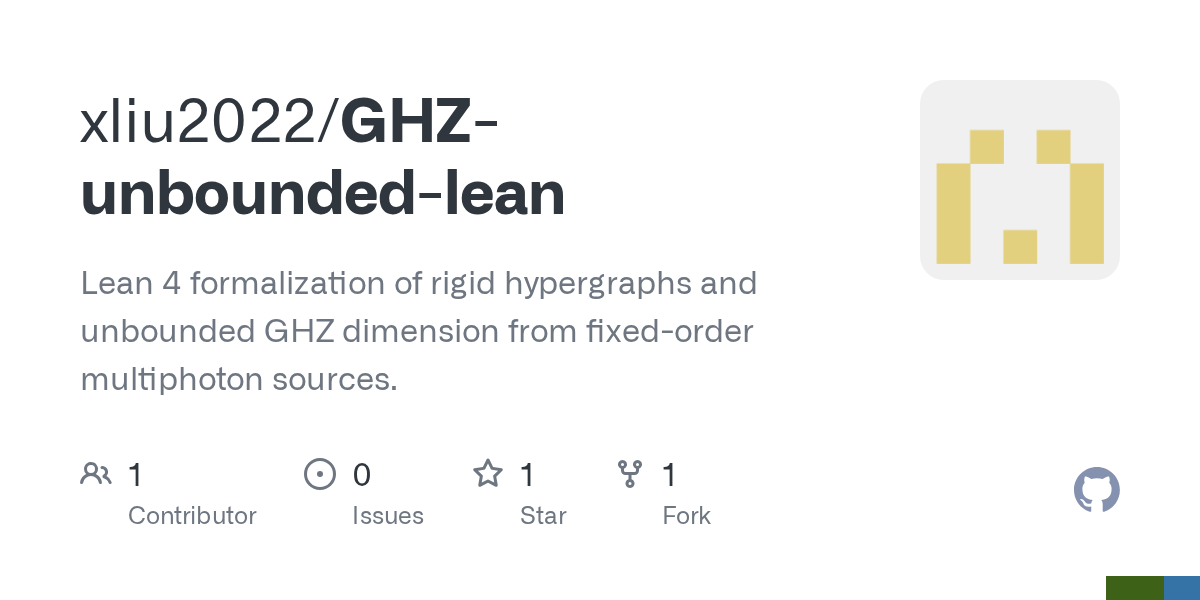 xliu2022/GHZ-
unbounded-lean
Lean 4 formalization of rigid hypergraphs and
unbounded GHZ dimension from fixed-order
multiphoton sources.
1 0 1 1
Contributor Issues Star Fork